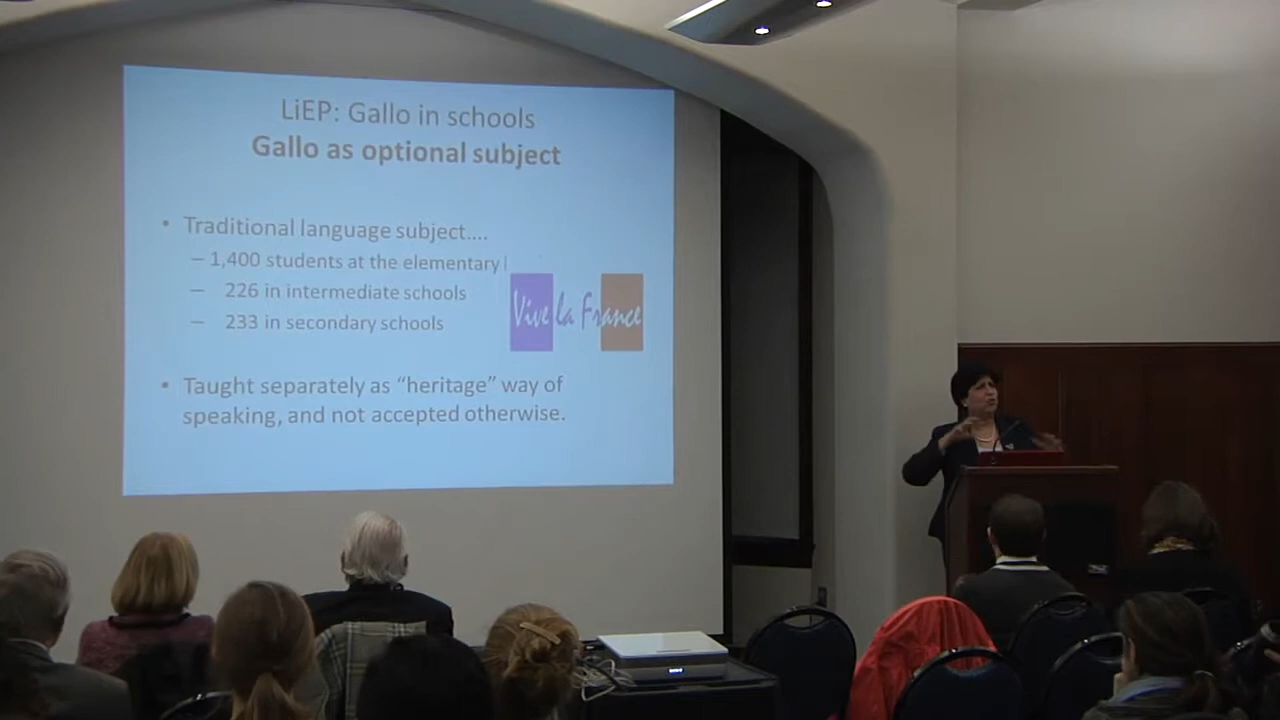 LiEP: Gallo in schools
Gallo as optional subject
• Traditional language subject....
– 1,400 students at the elementary
– 226 in intermediate schools
– 233 in secondary schools
Vive la France
• Taught separately as “heritage” way of
speaking, and not accepted otherwise.